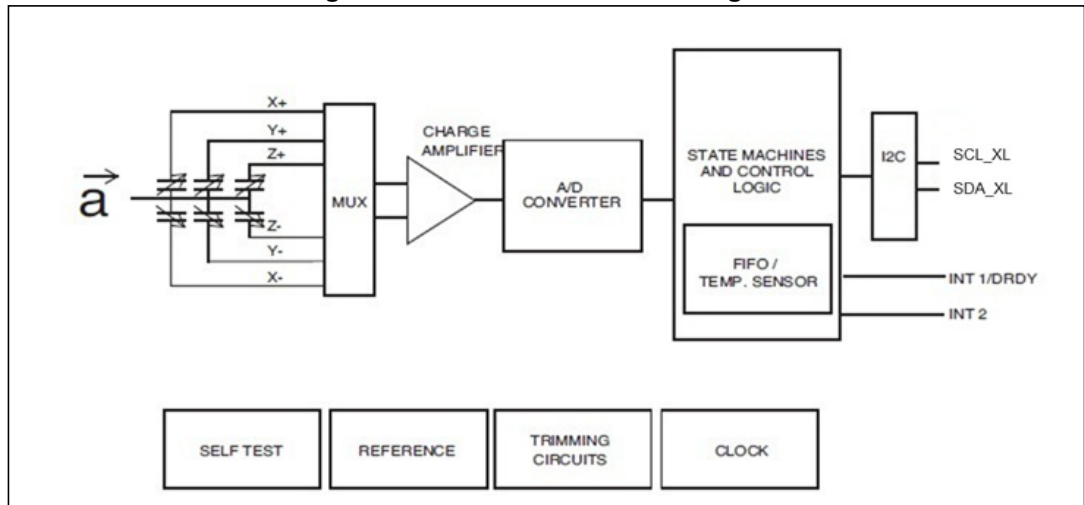 X+
Y+
Z+
a
Z-
Y-
X-
MUX
CHARGE
AMPLIFIER
A/D
CONVERTER
STATE MACHINES
AND CONTROL
LOGIC
FIFO /
TEMP. SENSOR
I2C
SCL_XL
SDA_XL
INT 1/DRDY
INT 2
SELF TEST
REFERENCE
TRIMMING
CIRCUITS
CLOCK